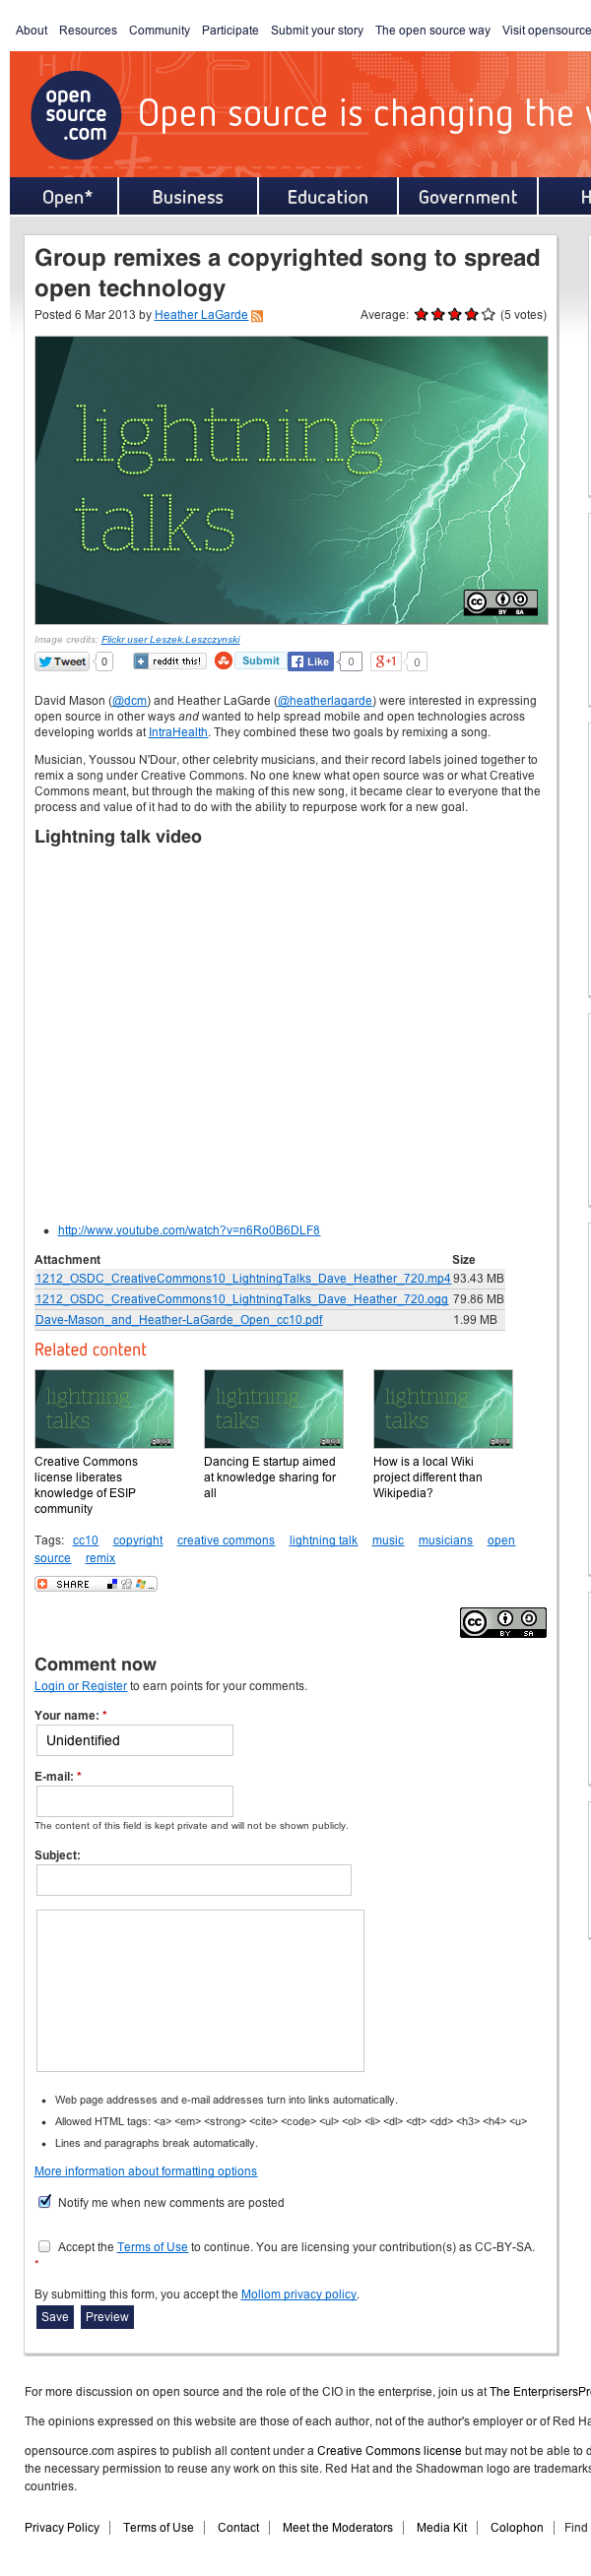 About Resources Community Participate Submit your story The open source way Visit opensource
open
source
.com
Open source is changing the
Open* Business Education Government H
Group remixes a copyrighted song to spread
open technology
Posted 6 Mar 2013 by Heather LaGarde Average: (5 votes)
lightning
talks
cc BY SA
Image credits: Flickr user Leszek.Leszczynski
Tweet 0 reddit this! Submit Like 0 g+1 0
David Mason (@dcm) and Heather LaGarde (@heatherlagarde) were interested in expressing
open source in other ways and wanted to help spread mobile and open technologies across
developing worlds at IntraHealth. They combined these two goals by remixing a song.
Musician, Youssou N'Dour, other celebrity musicians, and their record labels joined together to
remix a song under Creative Commons. No one knew what open source was or what Creative
Commons meant, but through the making of this new song, it became clear to everyone that the
process and value of it had to do with the ability to repurpose work for a new goal.
Lightning talk video
• http://www.youtube.com/watch?v=n6Ro0B6DLF8
Attachment Size
1212_OSDC_CreativeCommons10_LightningTalks_Dave_Heather_720.mp4 93.43 MB
1212_OSDC_CreativeCommons10_LightningTalks_Dave_Heather_720.ogg 79.86 MB
Dave-Mason_and_Heather-LaGarde_Open_cc10.pdf 1.99 MB
Related content
lightning talks lightning talks lightning talks
Creative Commons
license liberates
knowledge of ESIP
community
Dancing E startup aimed
at knowledge sharing for
all
How is a local Wiki
project different than
Wikipedia?
Tags: cc10 copyright creative commons lightning talk music musicians open
source remix
SHARE ...
cc BY SA
Comment now
Login or Register to earn points for your comments.
Your name: *
Unidentified
E-mail: *
The content of this field is kept private and will not be shown publicly.
Subject:
• Web page addresses and e-mail addresses turn into links automatically.
• Allowed HTML tags: <a> <em> <strong> <cite> <code> <ul> <ol> <li> <dl> <dt> <dd> <h3> <h4> <u>
• Lines and paragraphs break automatically.
More information about formatting options
Notify me when new comments are posted
Accept the Terms of Use to continue. You are licensing your contribution(s) as CC-BY-SA.
*
By submitting this form, you accept the Mollom privacy policy.
Save Preview
For more discussion on open source and the role of the CIO in the enterprise, join us at The EnterprisersPr
The opinions expressed on this website are those of each author, not of the author's employer or of Red Ha
opensource.com aspires to publish all content under a Creative Commons license but may not be able to d
the necessary permission to reuse any work on this site. Red Hat and the Shadowman logo are trademarks
countries.
Privacy Policy | Terms of Use | Contact | Meet the Moderators | Media Kit | Colophon | Find